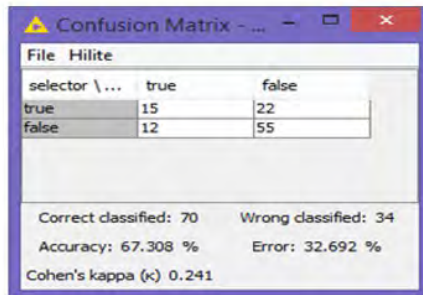 Confusion Matrix - ...
File Hilite
selector \ ... true false
true 15 22
false 12 55
Correct classified: 70 Wrong classified: 34
Accuracy: 67.308 % Error: 32.692 %
Cohen's kappa (κ) 0.241